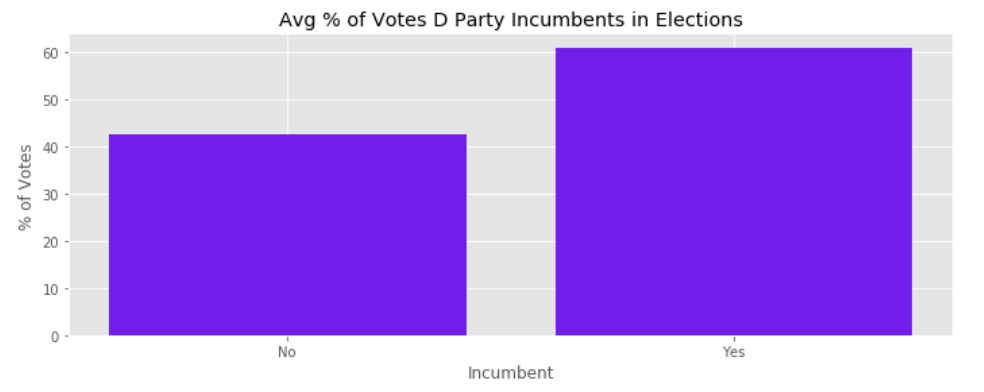 Avg % of Votes D Party Incumbents in Elections
60
50
40
30
20
10
0
% of Votes
No Yes
Incumbent